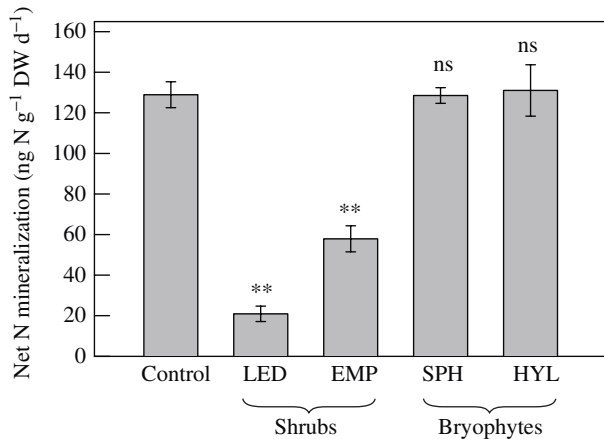 Net N mineralization (ng N g⁻¹ DW d⁻¹)
160
140
120
100
80
60
40
20
0
**
**
ns
ns
Control LED EMP SPH HYL
Shrubs Bryophytes